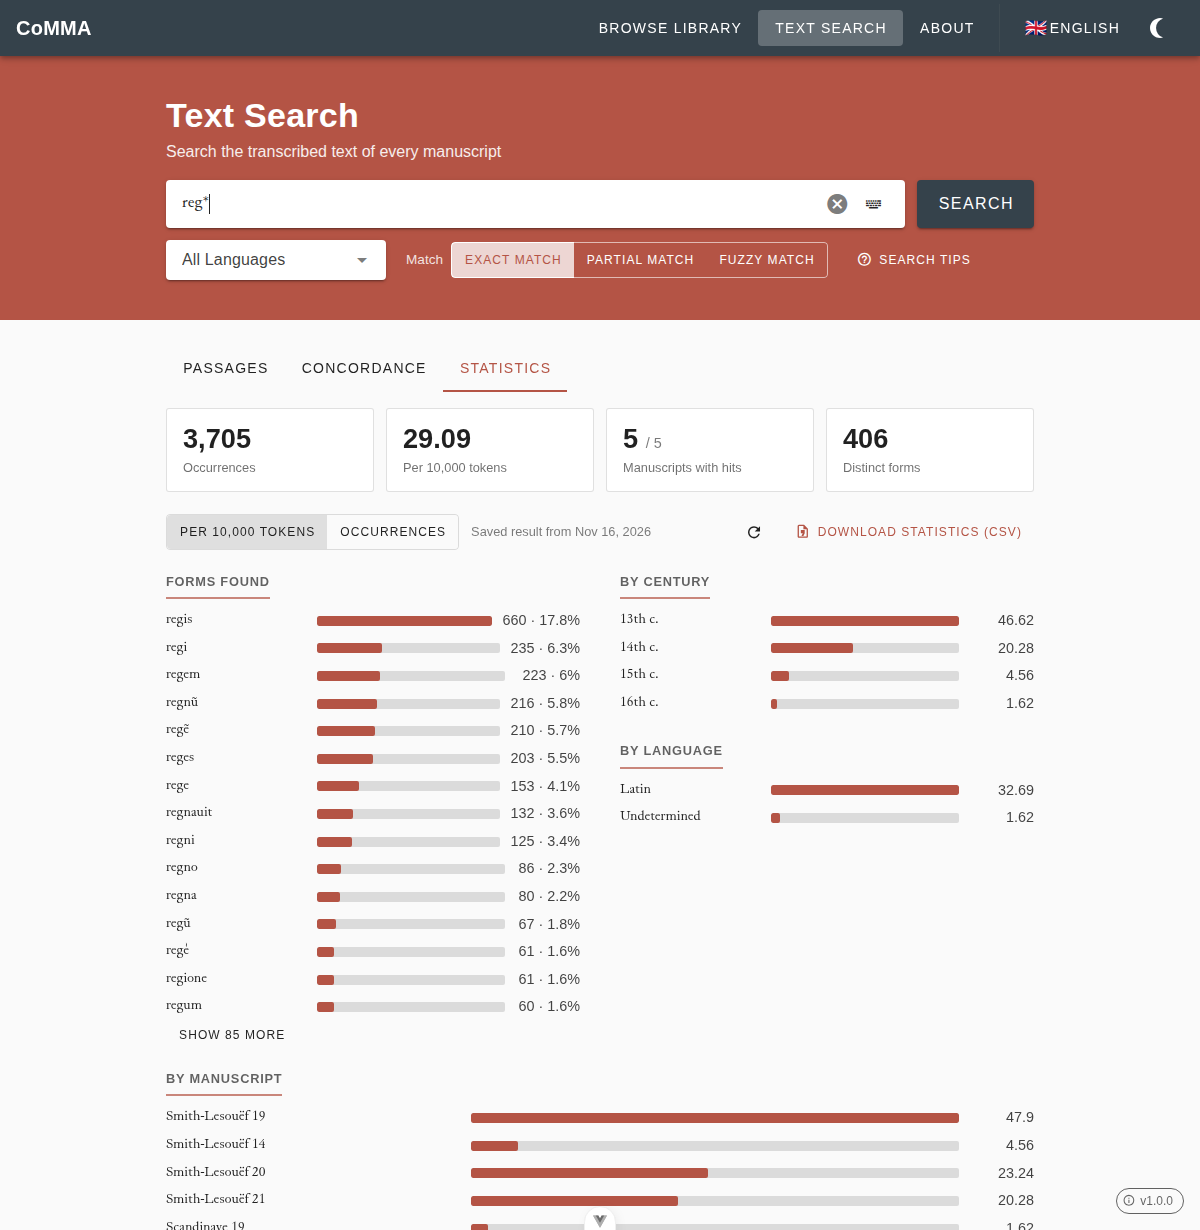 CoMMA
BROWSE LIBRARY TEXT SEARCH ABOUT ENGLISH
Text Search
Search the transcribed text of every manuscript
reg*
SEARCH
All Languages Match EXACT MATCH PARTIAL MATCH FUZZY MATCH SEARCH TIPS
PASSAGES CONCORDANCE STATISTICS
3,705 29.09 5 / 5 406
Occurrences Per 10,000 tokens Manuscripts with hits Distinct forms
PER 10,000 TOKENS OCCURRENCES Saved result from Nov 16, 2026 DOWNLOAD STATISTICS (CSV)
FORMS FOUND
regis 660 · 17.8%
regi 235 · 6.3%
regem 223 · 6%
regnũ 216 · 5.8%
regẽ 210 · 5.7%
reges 203 · 5.5%
rege 153 · 4.1%
regnauit 132 · 3.6%
regni 125 · 3.4%
regno 86 · 2.3%
regna 80 · 2.2%
regũ 67 · 1.8%
rege̍ 61 · 1.6%
regione 61 · 1.6%
regum 60 · 1.6%
SHOW 85 MORE
BY CENTURY
13th c. 46.62
14th c. 20.28
15th c. 4.56
16th c. 1.62
BY LANGUAGE
Latin 32.69
Undetermined 1.62
BY MANUSCRIPT
Smith-Lesouëf 19 47.9
Smith-Lesouëf 14 4.56
Smith-Lesouëf 20 23.24
Smith-Lesouëf 21 20.28
Scandinave 19 1.62
v1.0.0